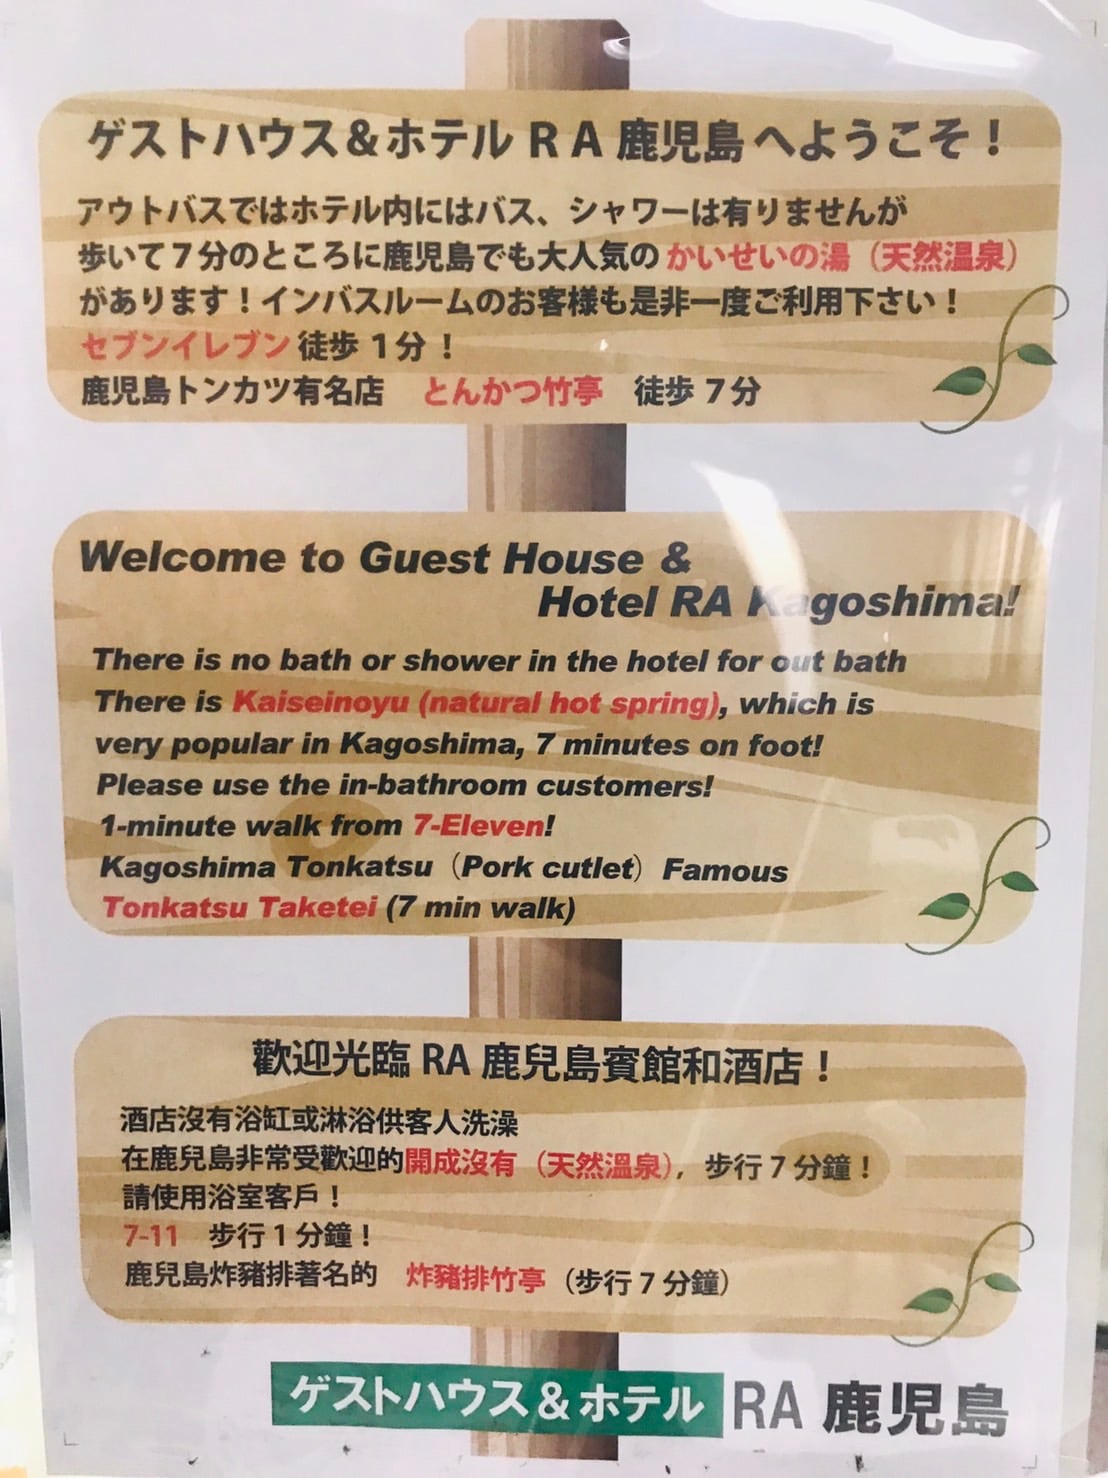 ゲストハウス＆ホテル RA 鹿児島 へようこそ！
アウトバスではホテル内にはバス、シャワーは有りませんが
歩いて７分のところに鹿児島でも大人気の かいせいの湯（天然温泉）
があります！インバスルームのお客様も是非一度ご利用下さい！
セブンイレブン 徒歩 1分！
鹿児島トンカツ有名店　とんかつ竹亭　徒歩 7分
Welcome to Guest House &
Hotel RA Kagoshima!
There is no bath or shower in the hotel for out bath
There is Kaiseinoyu (natural hot spring), which is
very popular in Kagoshima, 7 minutes on foot!
Please use the in-bathroom customers!
1-minute walk from 7-Eleven!
Kagoshima Tonkatsu（Pork cutlet）Famous
Tonkatsu Taketei (7 min walk)
歡迎光臨 RA 鹿兒島賓館和酒店！
酒店沒有浴缸或淋浴供客人洗澡
在鹿兒島非常受歡迎的開成沒有（天然溫泉），步行 7 分鐘！
請使用浴室客戶！
7-11　步行 1 分鐘！
鹿兒島炸豬排著名的　炸豬排竹亭（步行 7 分鐘）
ゲストハウス＆ホテル RA 鹿児島